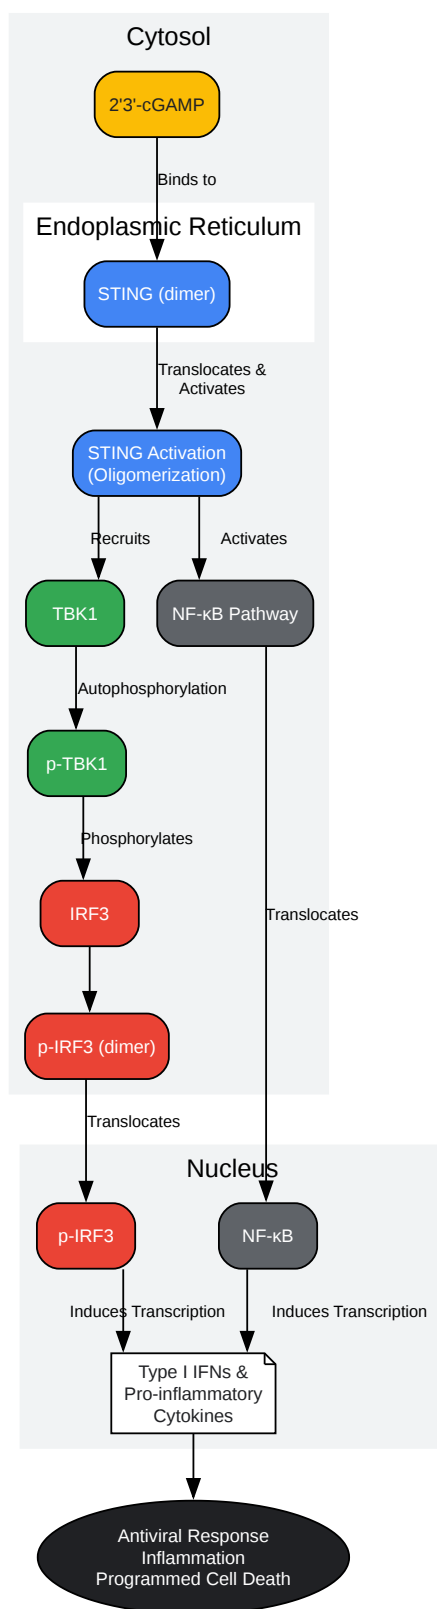 Cytosol
2'3'-cGAMP
Binds to
Endoplasmic Reticulum
STING (dimer)
Translocates &
Activates
STING Activation
(Oligomerization)
Recruits
Activates
TBK1
NF-κB Pathway
Autophosphorylation
p-TBK1
Phosphorylates
IRF3
Translocates
p-IRF3 (dimer)
Translocates
Nucleus
p-IRF3
NF-κB
Induces Transcription
Induces Transcription
Type I IFNs &
Pro-inflammatory
Cytokines
Antiviral Response
Inflammation
Programmed Cell Death